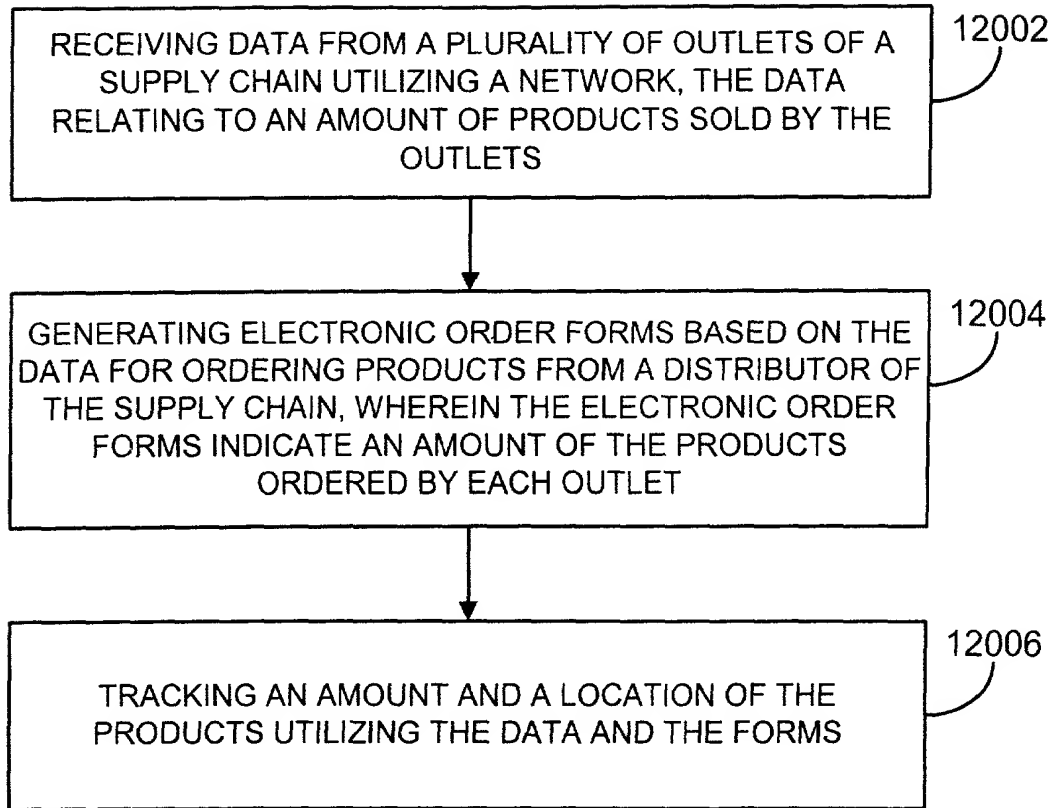 RECEIVING DATA FROM A PLURALITY OF OUTLETS OF A
SUPPLY CHAIN UTILIZING A NETWORK, THE DATA
RELATING TO AN AMOUNT OF PRODUCTS SOLD BY THE
OUTLETS
12002
GENERATING ELECTRONIC ORDER FORMS BASED ON THE
DATA FOR ORDERING PRODUCTS FROM A DISTRIBUTOR OF
THE SUPPLY CHAIN, WHEREIN THE ELECTRONIC ORDER
FORMS INDICATE AN AMOUNT OF THE PRODUCTS
ORDERED BY EACH OUTLET
12004
TRACKING AN AMOUNT AND A LOCATION OF THE
PRODUCTS UTILIZING THE DATA AND THE FORMS
12006